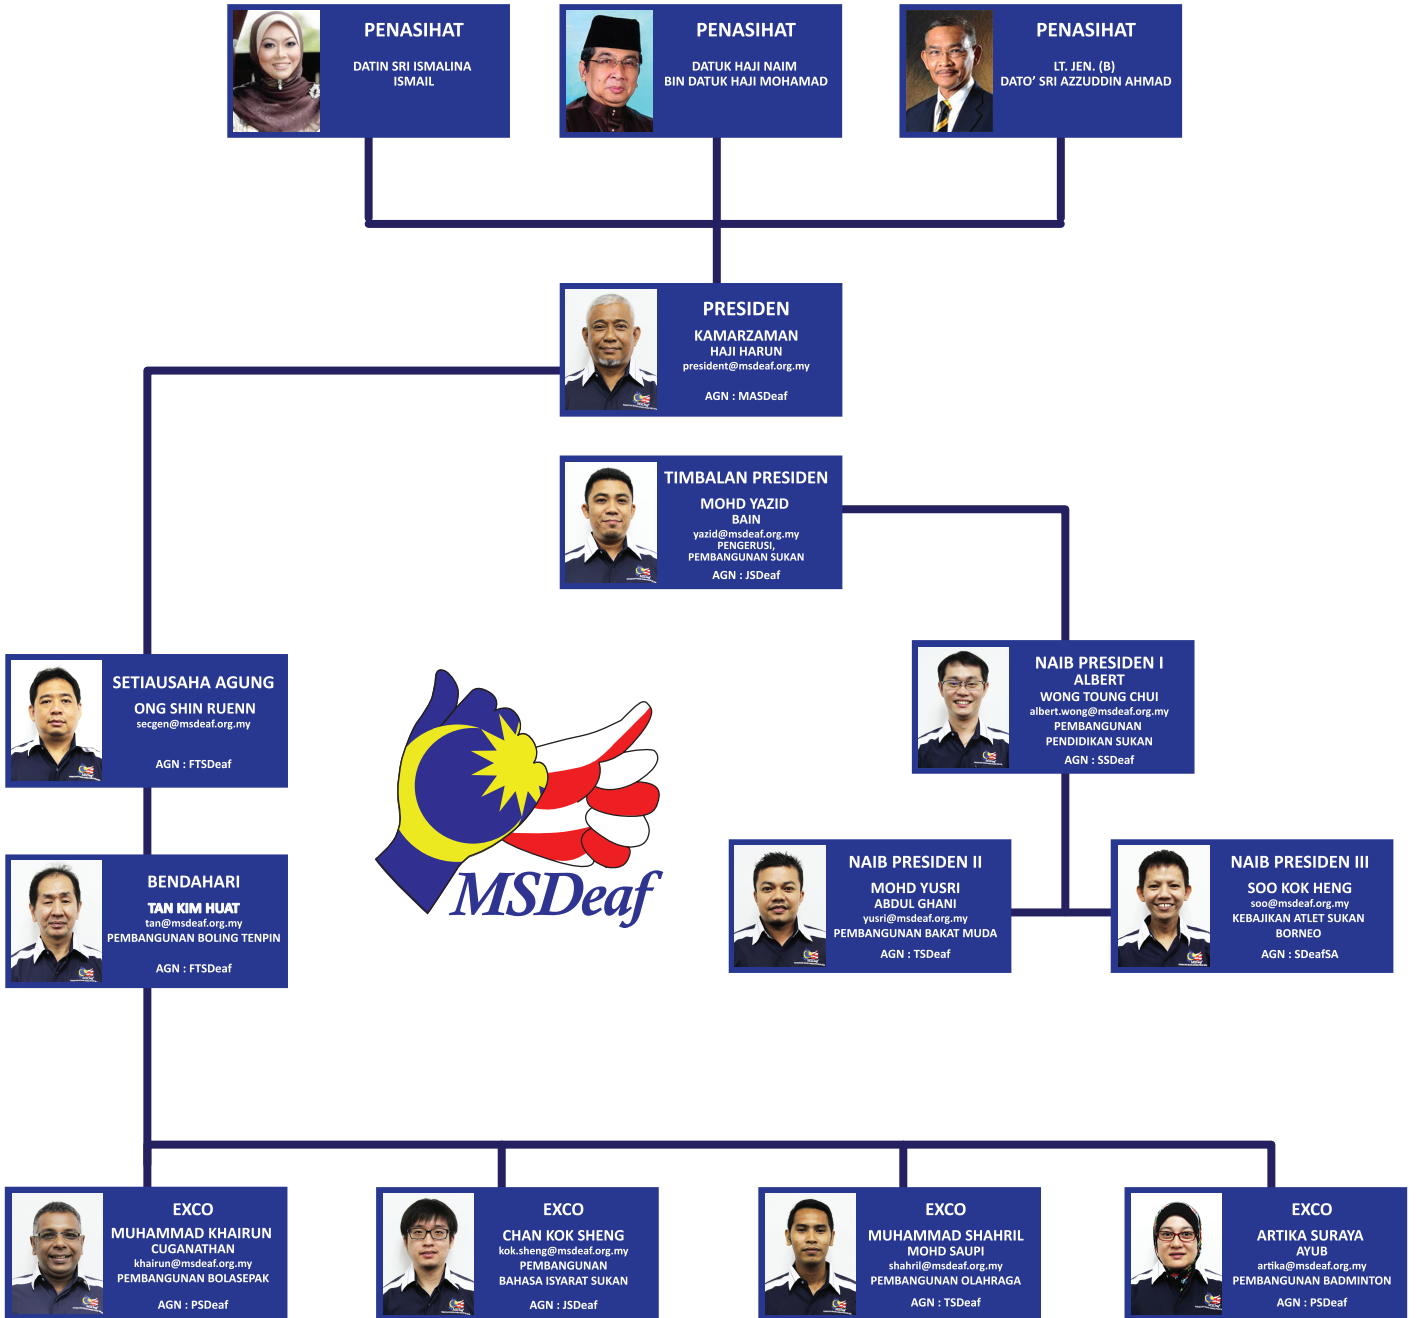 PENASIHAT
DATIN SRI ISMALINA
ISMAIL
PENASIHAT
DATUK HAJI NAIM
BIN DATUK HAJI MOHAMAD
PENASIHAT
LT. JEN. (B)
DATO' SRI AZZUDDIN AHMAD
PRESIDEN
KAMARZAMAN
HAJI HARUN
president@msdeaf.org.my
AGN : MASDeaf
TIMBALAN PRESIDEN
MOHD YAZID
BAIN
yazid@msdeaf.org.my
PENGERUSI,
PEMBANGUNAN SUKAN
AGN : JSDeaf
SETIAUSAHA AGUNG
ONG SHIN RUENN
secgen@msdeaf.org.my
AGN : FTSDeaf
NAIB PRESIDEN I
ALBERT
WONG TOUNG CHUI
albert.wong@msdeaf.org.my
PEMBANGUNAN
PENDIDIKAN SUKAN
AGN : SSDeaf
MSDeaf
BENDAHARI
TAN KIM HUAT
tan@msdeaf.org.my
PEMBANGUNAN BOLING TENPIN
AGN : FTSDeaf
NAIB PRESIDEN II
MOHD YUSRI
ABDUL GHANI
yusri@msdeaf.org.my
PEMBANGUNAN BAKAT MUDA
AGN : TSDeaf
NAIB PRESIDEN III
SOO KOK HENG
soo@msdeaf.org.my
KEBAJIKAN ATLET SUKAN
BORNEO
AGN : SDeafSA
EXCO
MUHAMMAD KHAIRUN
CUGANATHAN
khairun@msdeaf.org.my
PEMBANGUNAN BOLASEPAK
AGN : PSDeaf
EXCO
CHAN KOK SHENG
kok.sheng@msdeaf.org.my
PEMBANGUNAN
BAHASA ISYARAT SUKAN
AGN : JSDeaf
EXCO
MUHAMMAD SHAHRIL
MOHD SAUPI
shahril@msdeaf.org.my
PEMBANGUNAN OLAHRAGA
AGN : TSDeaf
EXCO
ARTIKA SURAYA
AYUB
artika@msdeaf.org.my
PEMBANGUNAN BADMINTON
AGN : PSDeaf